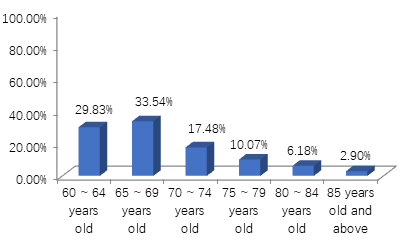 100.00%
80.00%
60.00%
40.00%
20.00%
0.00%
29.83%
33.54%
17.48%
10.07%
6.18%
2.90%
60 ~ 64 years old
65 ~ 69 years old
70 ~ 74 years old
75 ~ 79 years old
80 ~ 84 years old
85 years old and above